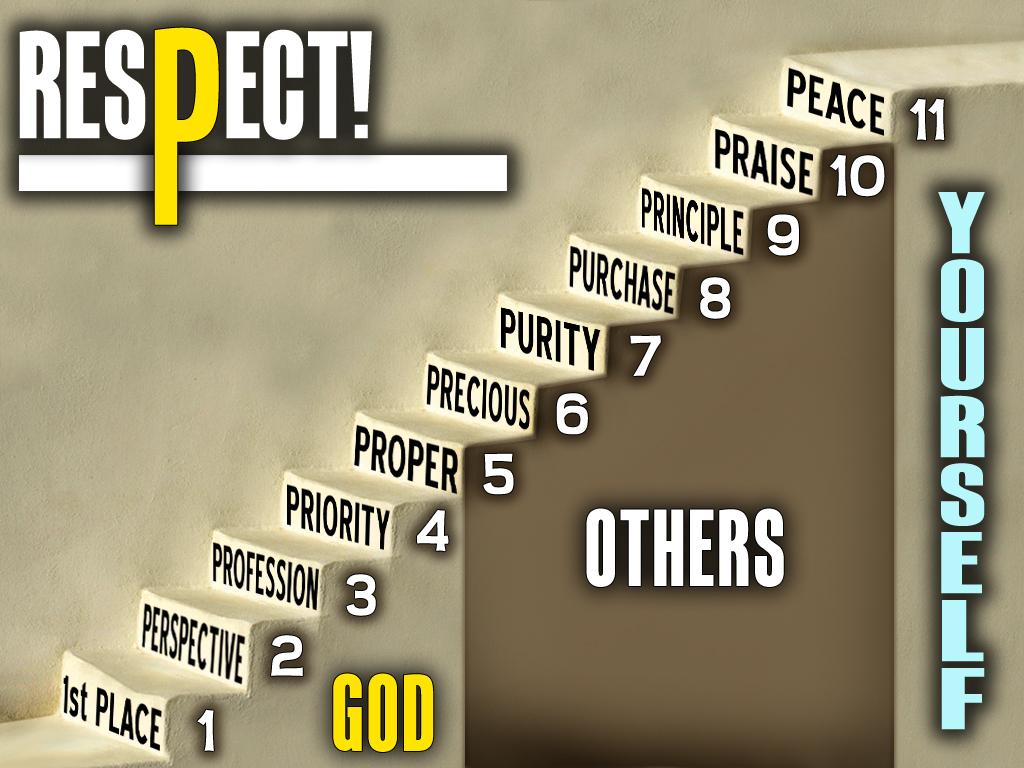 RESPECT!
PEACE 11
PRAISE 10
PRINCIPLE 9
PURCHASE 8
PURITY 7
PRECIOUS 6
PROPER 5
PRIORITY 4
PROFESSION 3
PERSPECTIVE 2
1st PLACE 1
GOD
OTHERS
YOURSELF